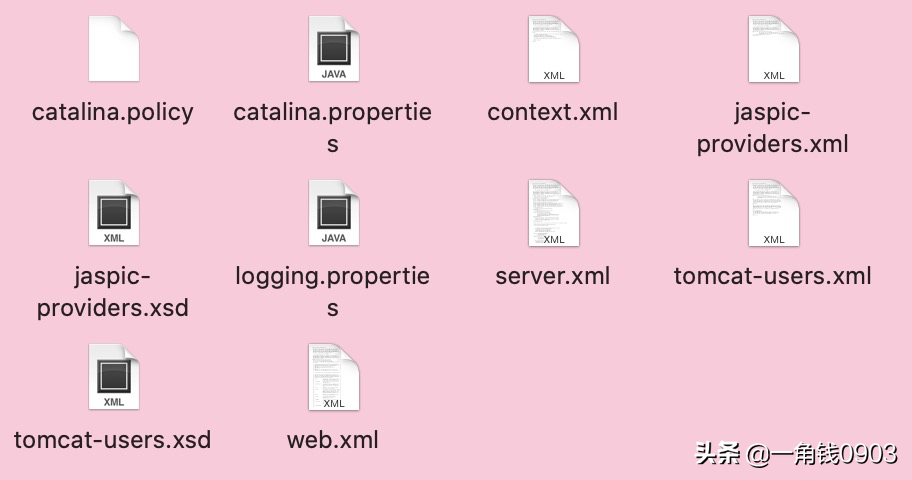 JAVA
XML
XML
catalina.policy
catalina.propertie
s
context.xml
jaspic-
providers.xml
XML
JAVA
XML
XML
jaspic-
providers.xsd
logging.propertie
s
server.xml
tomcat-users.xml
XML
XML
tomcat-users.xsd
web.xml
头条 @一角钱0903